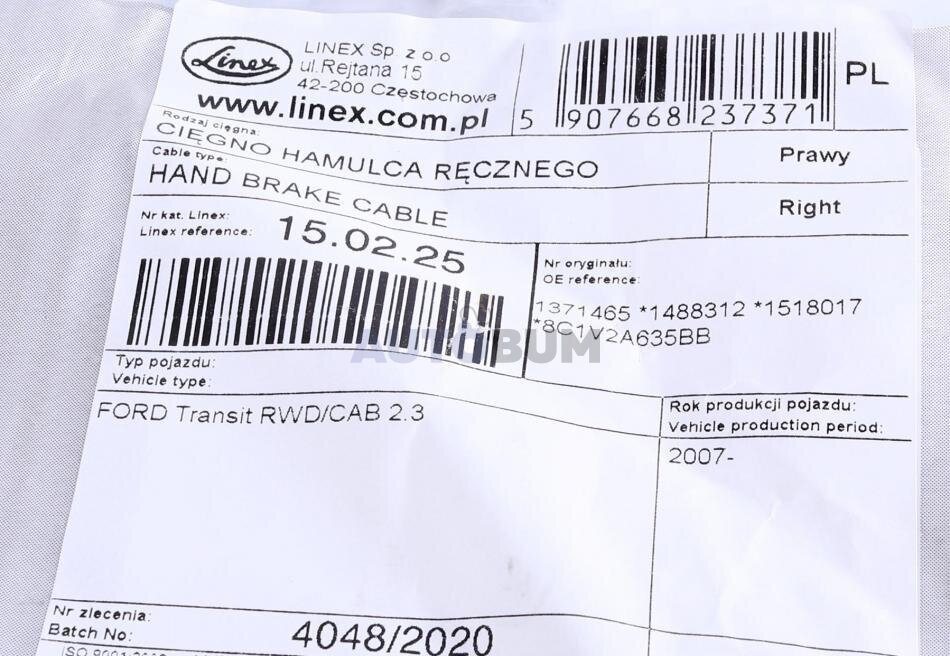 Linex
LINEX Sp. z o.o
ul.Rejtana 15
42-200 Częstochowa
www.linex.com.pl
5 907668 237371
PL
Rodzaj cięgna:
CIĘGNO HAMULCA RĘCZNEGO
Prawy
Cable type:
HAND BRAKE CABLE
Right
Nr kat. Linex:
Linex reference:
15.02.25
Nr oryginału:
OE reference:
1371465 *1488312 *1518017
*8C1V2A635BB
AUTOBUM
Typ pojazdu:
Vehicle type:
FORD Transit RWD/CAB 2.3
Rok produkcji pojazdu:
Vehicle production period:
2007-
Nr zlecenia:
Batch No:
4048/2020